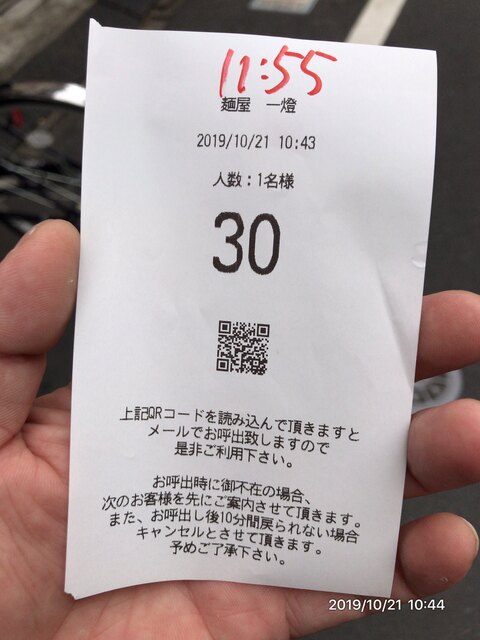 11:55
麺屋 一燈
2019/10/21 10:43
人数:1名様
30
上記QRコードを読み込んで頂きますと
メールでお呼出致しますので
是非ご利用下さい。
お呼出時に御不在の場合、
次のお客様を先にご案内させて頂きます。
また、お呼出し後10分間戻られない場合
キャンセルとさせて頂きます。
予めご了承下さい。
2019/10/21 10:44